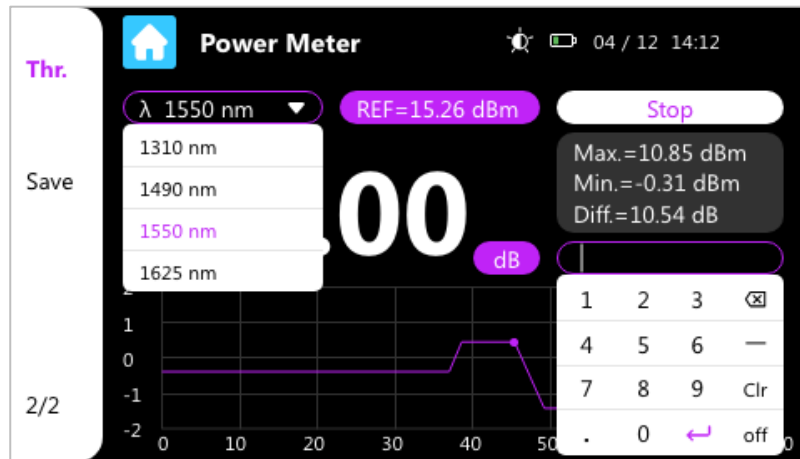 Power Meter
04 / 12 14:12
Thr.
Save
2/2
λ 1550 nm
REF=15.26 dBm
Stop
1310 nm
1490 nm
1550 nm
1625 nm
.00
dB
Max.=10.85 dBm
Min.=-0.31 dBm
Diff.=10.54 dB
1 2 3
4 5 6 —
7 8 9 Clr
. 0 off
2
1
0
-1
-2
0 10 20 30 40 50
0